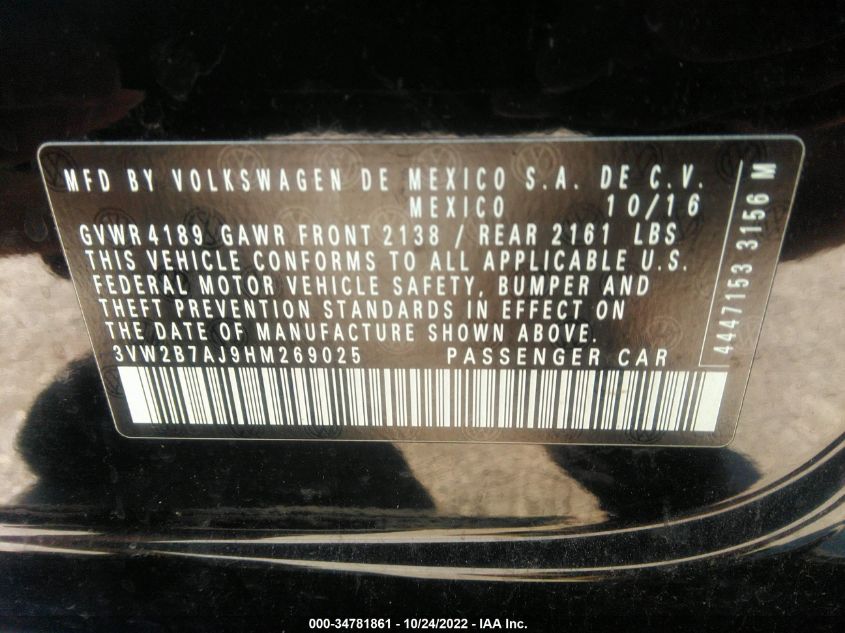 MFD BY VOLKSWAGEN DE MEXICO S.A. DE C.V.
MEXICO 10/16
GVWR 4189 GAWR FRONT 2138 / REAR 2161 LBS
THIS VEHICLE CONFORMS TO ALL APPLICABLE U.S.
FEDERAL MOTOR VEHICLE SAFETY, BUMPER AND
THEFT PREVENTION STANDARDS IN EFFECT ON
THE DATE OF MANUFACTURE SHOWN ABOVE.
3VW2B7AJ9HM269025 PASSENGER CAR
4447153 3156 M
000-34781861 - 10/24/2022 - IAA Inc.